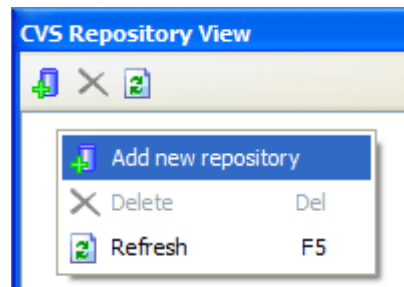 CVS Repository View
Add new repository
Delete Del
Refresh F5